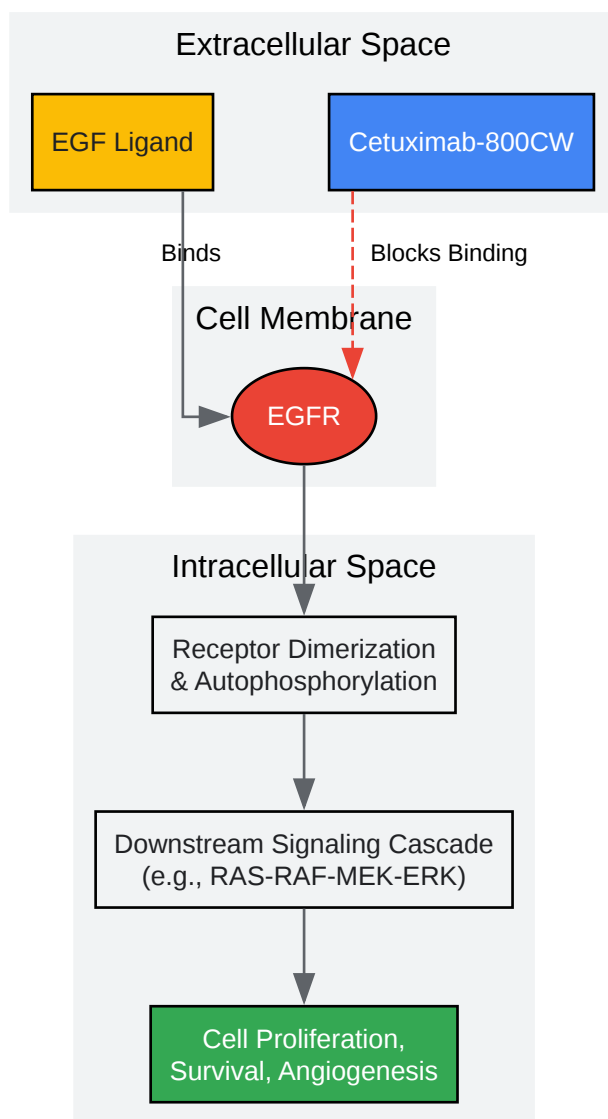 Extracellular Space
EGF Ligand
Cetuximab-800CW
Binds
Blocks Binding
Cell Membrane
EGFR
Intracellular Space
Receptor Dimerization
& Autophosphorylation
Downstream Signaling Cascade
(e.g., RAS-RAF-MEK-ERK)
Cell Proliferation,
Survival, Angiogenesis